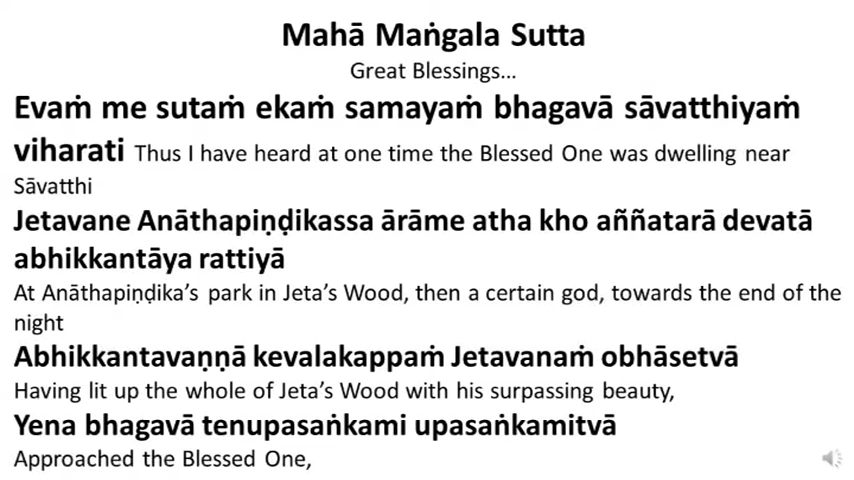 Mahā Maṅgala Sutta
Great Blessings...
Evaṁ me sutaṁ ekaṁ samayaṁ bhagavā sāvatthiyaṁ
viharati Thus I have heard at one time the Blessed One was dwelling near
Sāvatthi
Jetavane Anāthapiṇḍikassa ārāme atha kho aññatarā devatā
abhikkantāya rattiyā
At Anāthapiṇḍika’s park in Jeta’s Wood, then a certain god, towards the end of the
night
Abhikkantavaṇṇā kevalakappaṁ Jetavanaṁ obhāsetvā
Having lit up the whole of Jeta’s Wood with his surpassing beauty,
Yena bhagavā tenupasaṅkami upasaṅkamitvā
Approached the Blessed One,